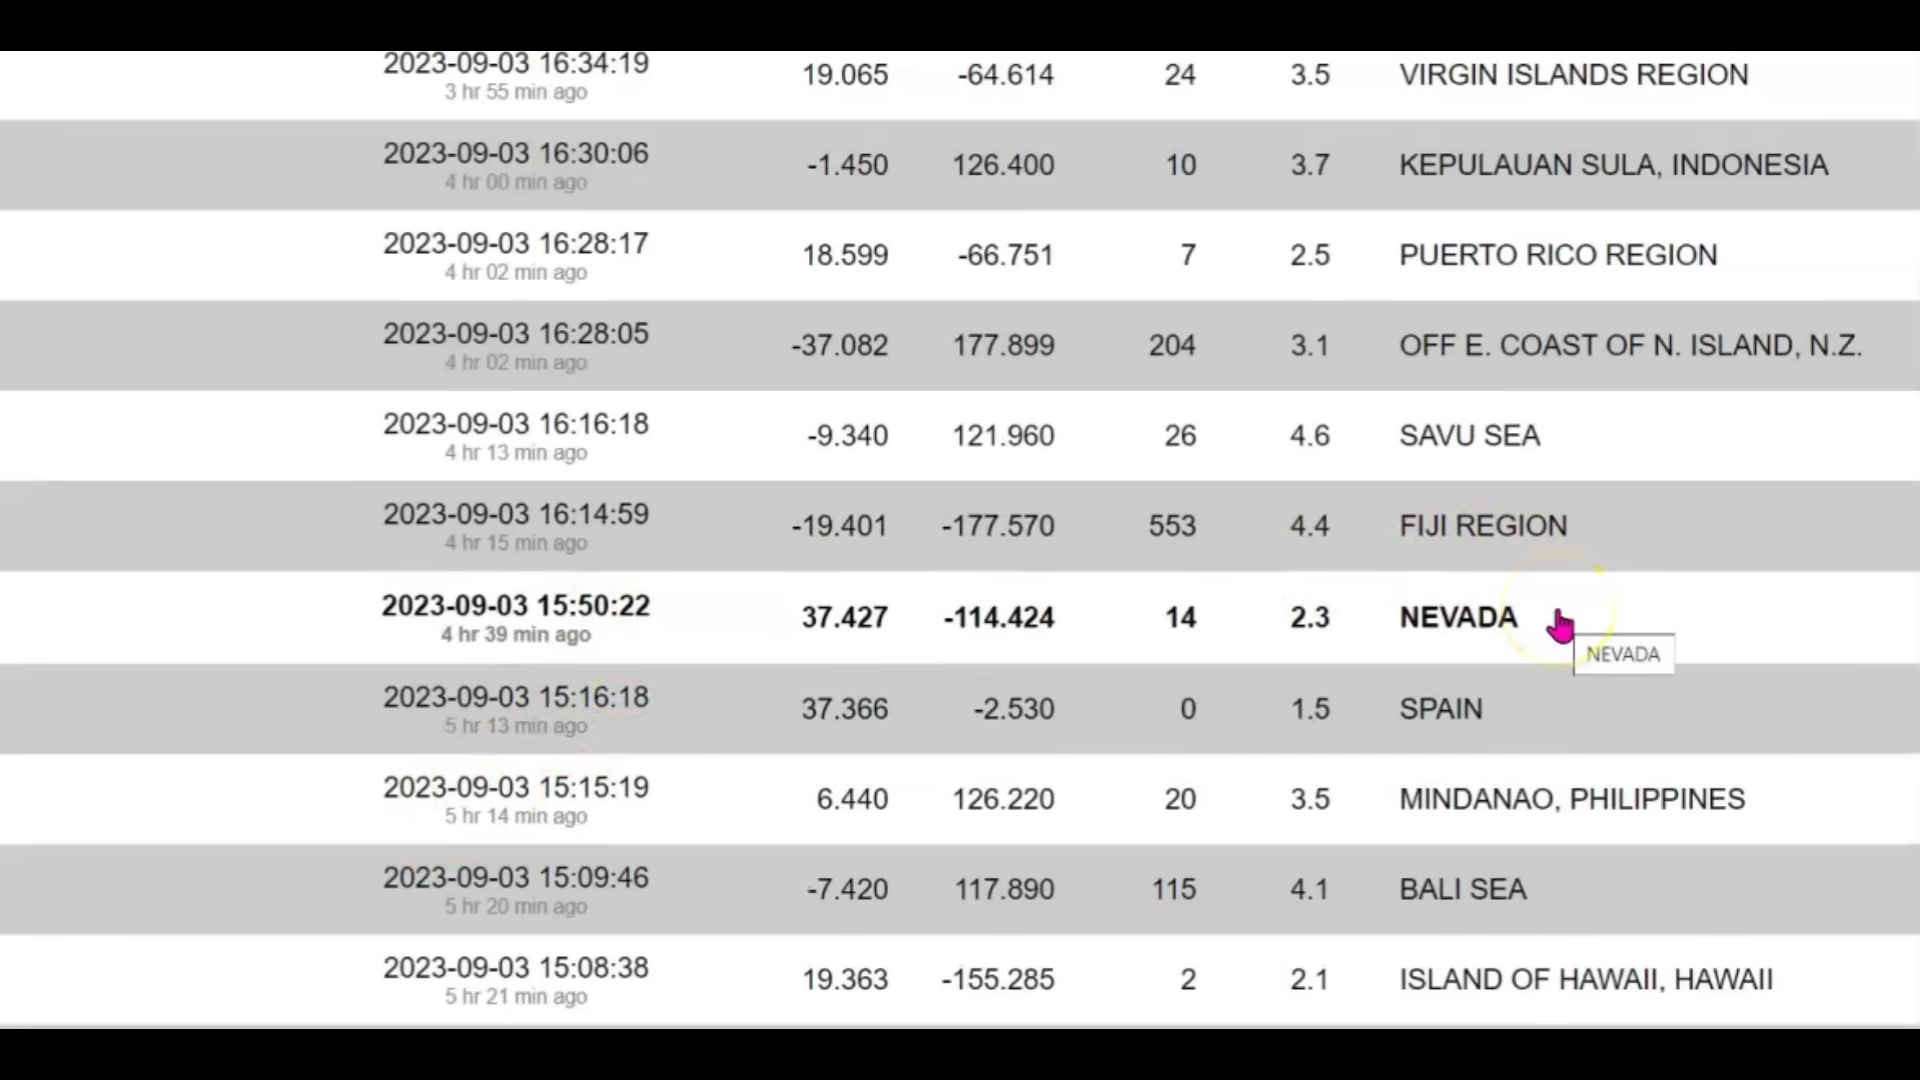 2023-09-03 16:34:19 19.065 -64.614 24 3.5 VIRGIN ISLANDS REGION
3 hr 55 min ago
2023-09-03 16:30:06 -1.450 126.400 10 3.7 KEPULAUAN SULA, INDONESIA
4 hr 00 min ago
2023-09-03 16:28:17 18.599 -66.751 7 2.5 PUERTO RICO REGION
4 hr 02 min ago
2023-09-03 16:28:05 -37.082 177.899 204 3.1 OFF E. COAST OF N. ISLAND, N.Z.
4 hr 02 min ago
2023-09-03 16:16:18 -9.340 121.960 26 4.6 SAVU SEA
4 hr 13 min ago
2023-09-03 16:14:59 -19.401 -177.570 553 4.4 FIJI REGION
4 hr 15 min ago
2023-09-03 15:50:22 37.427 -114.424 14 2.3 NEVADA
4 hr 39 min ago
NEVADA
2023-09-03 15:16:18 37.366 -2.530 0 1.5 SPAIN
5 hr 13 min ago
2023-09-03 15:15:19 6.440 126.220 20 3.5 MINDANAO, PHILIPPINES
5 hr 14 min ago
2023-09-03 15:09:46 -7.420 117.890 115 4.1 BALI SEA
5 hr 20 min ago
2023-09-03 15:08:38 19.363 -155.285 2 2.1 ISLAND OF HAWAII, HAWAII
5 hr 21 min ago